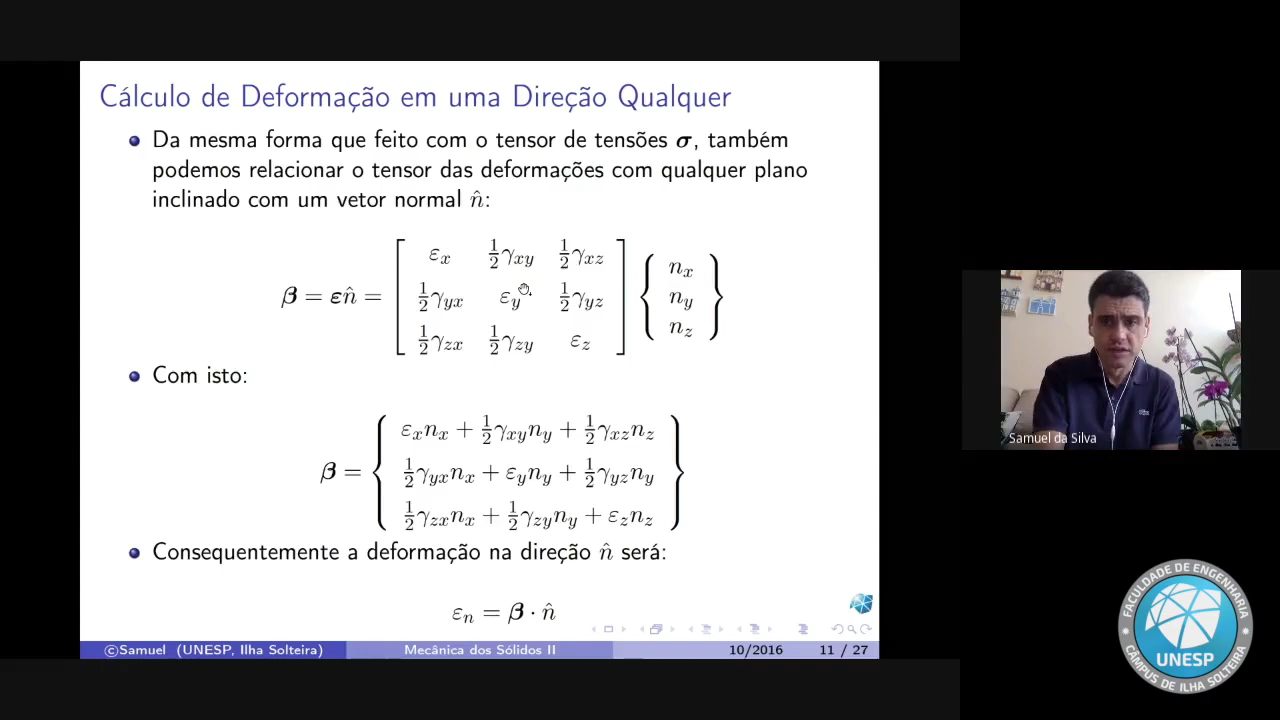 Cálculo de Deformação em uma Direção Qualquer
Da mesma forma que feito com o tensor de tensões σ, também
podemos relacionar o tensor das deformações com qualquer plano
inclinado com um vetor normal n̂:
β = εn̂ = [ εx ½γxy ½γxz ] { nx }
[ ½γyx εy ½γyz ] { ny }
[ ½γzx ½γzy εz ] { nz }
Com isto:
β = { εxnx + ½γxyny + ½γxznz }
{ ½γyxnx + εyny + ½γyzny }
{ ½γzxnx + ½γzyny + εznz }
Consequentemente a deformação na direção n̂ será:
εn = β · n̂
©Samuel (UNESP, Ilha Solteira) Mecânica dos Sólidos II 10/2016 11 / 27
Samuel da Silva
FACULDADE DE ENGENHARIA
UNESP
CÂMPUS DE ILHA SOLTEIRA